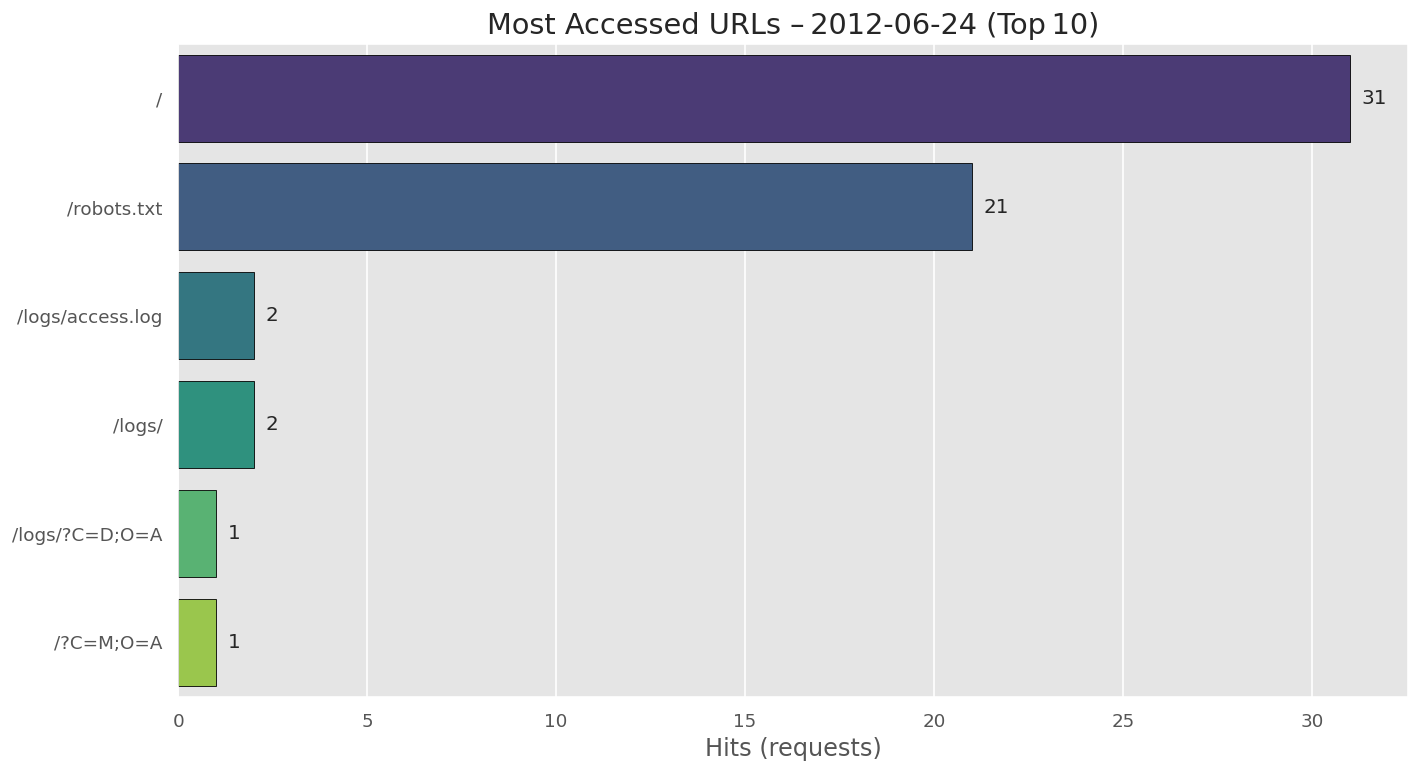 Most Accessed URLs – 2012-06-24 (Top 10)
/
31
/robots.txt
21
/logs/access.log
2
/logs/
2
/logs/?C=D;O=A
1
/?C=M;O=A
1
0 5 10 15 20 25 30
Hits (requests)